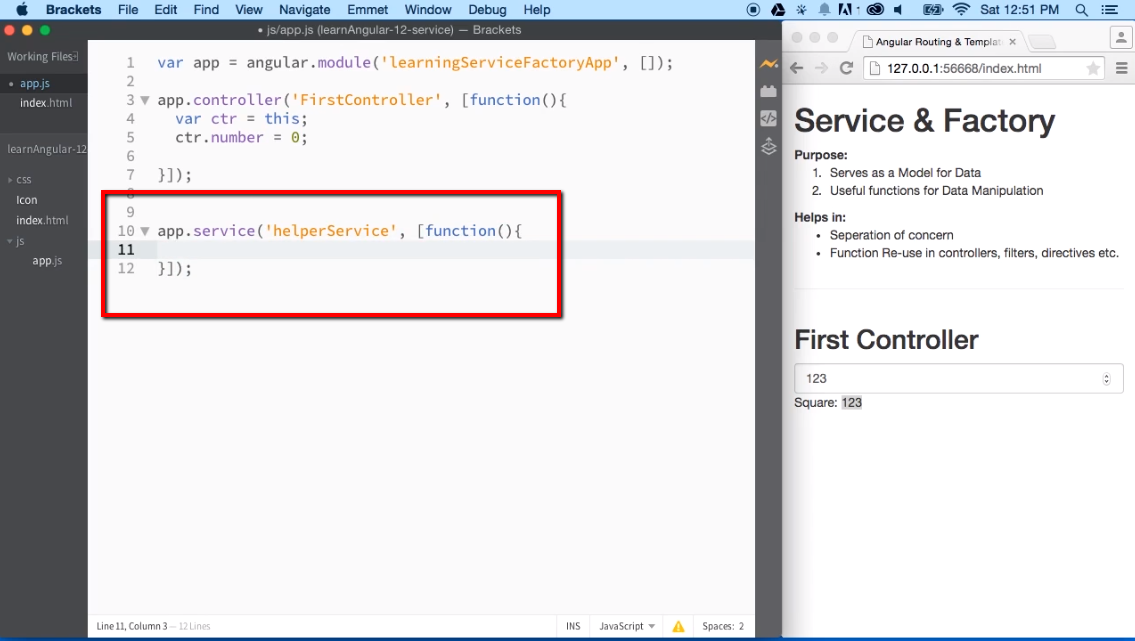 Brackets File Edit Find View Navigate Emmet Window Debug Help
Sat 12:51 PM
• js/app.js (learnAngular-12-service) — Brackets
Working Files:
• app.js
index.html
learnAngular-12
css
Icon
index.html
js
app.js
1 var app = angular.module('learningServiceFactoryApp', []);
2
3 app.controller('FirstController', [function(){
4 var ctr = this;
5 ctr.number = 0;
6
7 }]);
8
9
10 app.service('helperService', [function(){
11
12 }]);
Line 11, Column 3 — 12 Lines
INS JavaScript Spaces: 2
Angular Routing & Templat
127.0.0.1:56668/index.html
Service & Factory
Purpose:
1. Serves as a Model for Data
2. Useful functions for Data Manipulation
Helps in:
• Seperation of concern
• Function Re-use in controllers, filters, directives etc.
First Controller
123
Square: 123